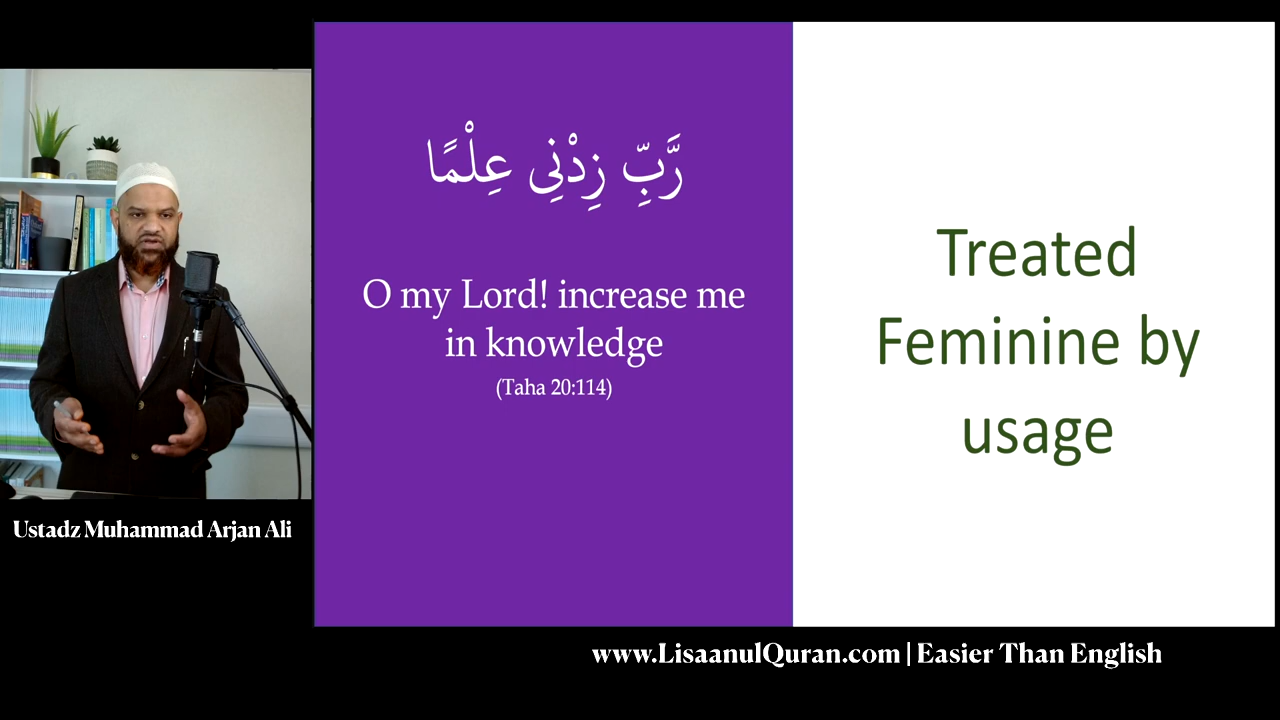 رَّبِّ زِدْنِى عِلْمًا
O my Lord! increase me
in knowledge
(Taha 20:114)
Treated
Feminine by
usage
Ustadz Muhammad Arjan Ali
www.LisaanulQuran.com | Easier Than English